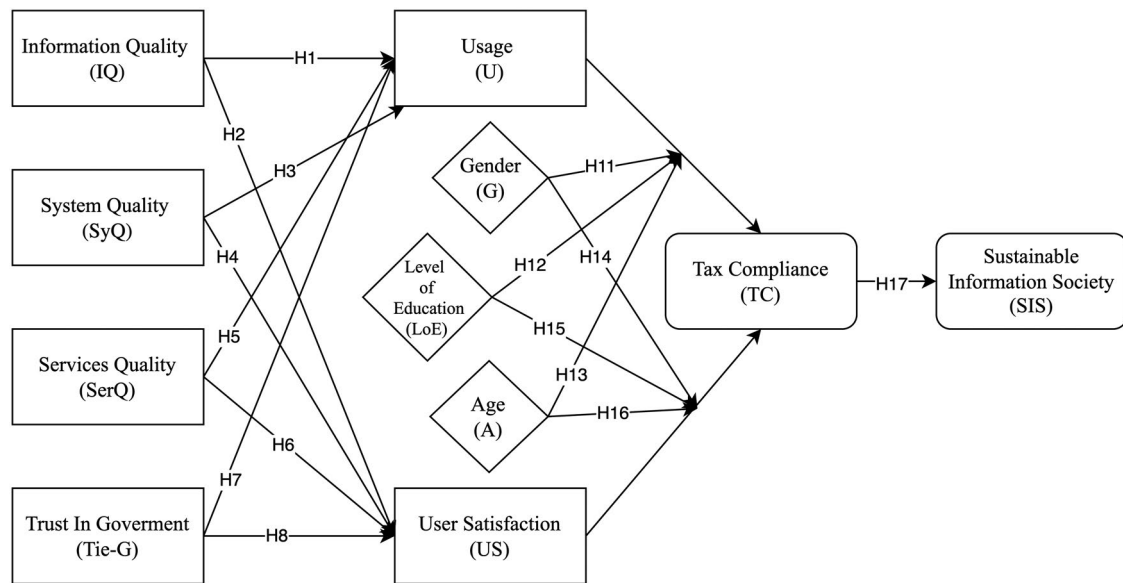 Information Quality
(IQ)
H1
Usage
(U)
H2
H3
Gender
(G)
H11
System Quality
(SyQ)
H4
H14
H12
Level
of
Education
(LoE)
Tax Compliance
(TC)
H17
Sustainable
Information Society
(SIS)
H15
Services Quality
(SerQ)
H5
H13
Age
(A)
H16
H6
H7
Trust In Goverment
(Tie-G)
H8
User Satisfaction
(US)